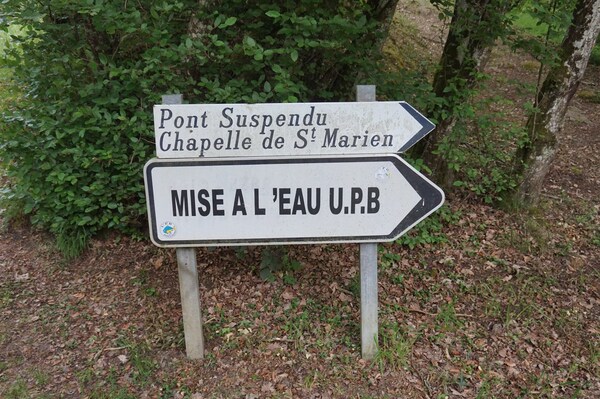 Pont Suspendu
Chapelle de St Marien
MISE A L 'EAU U.P.B